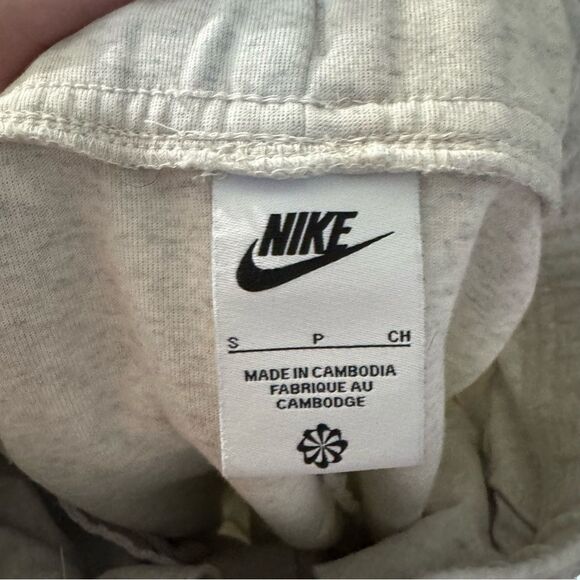 NIKE
S P CH
MADE IN CAMBODIA
FABRIQUE AU
CAMBODGE